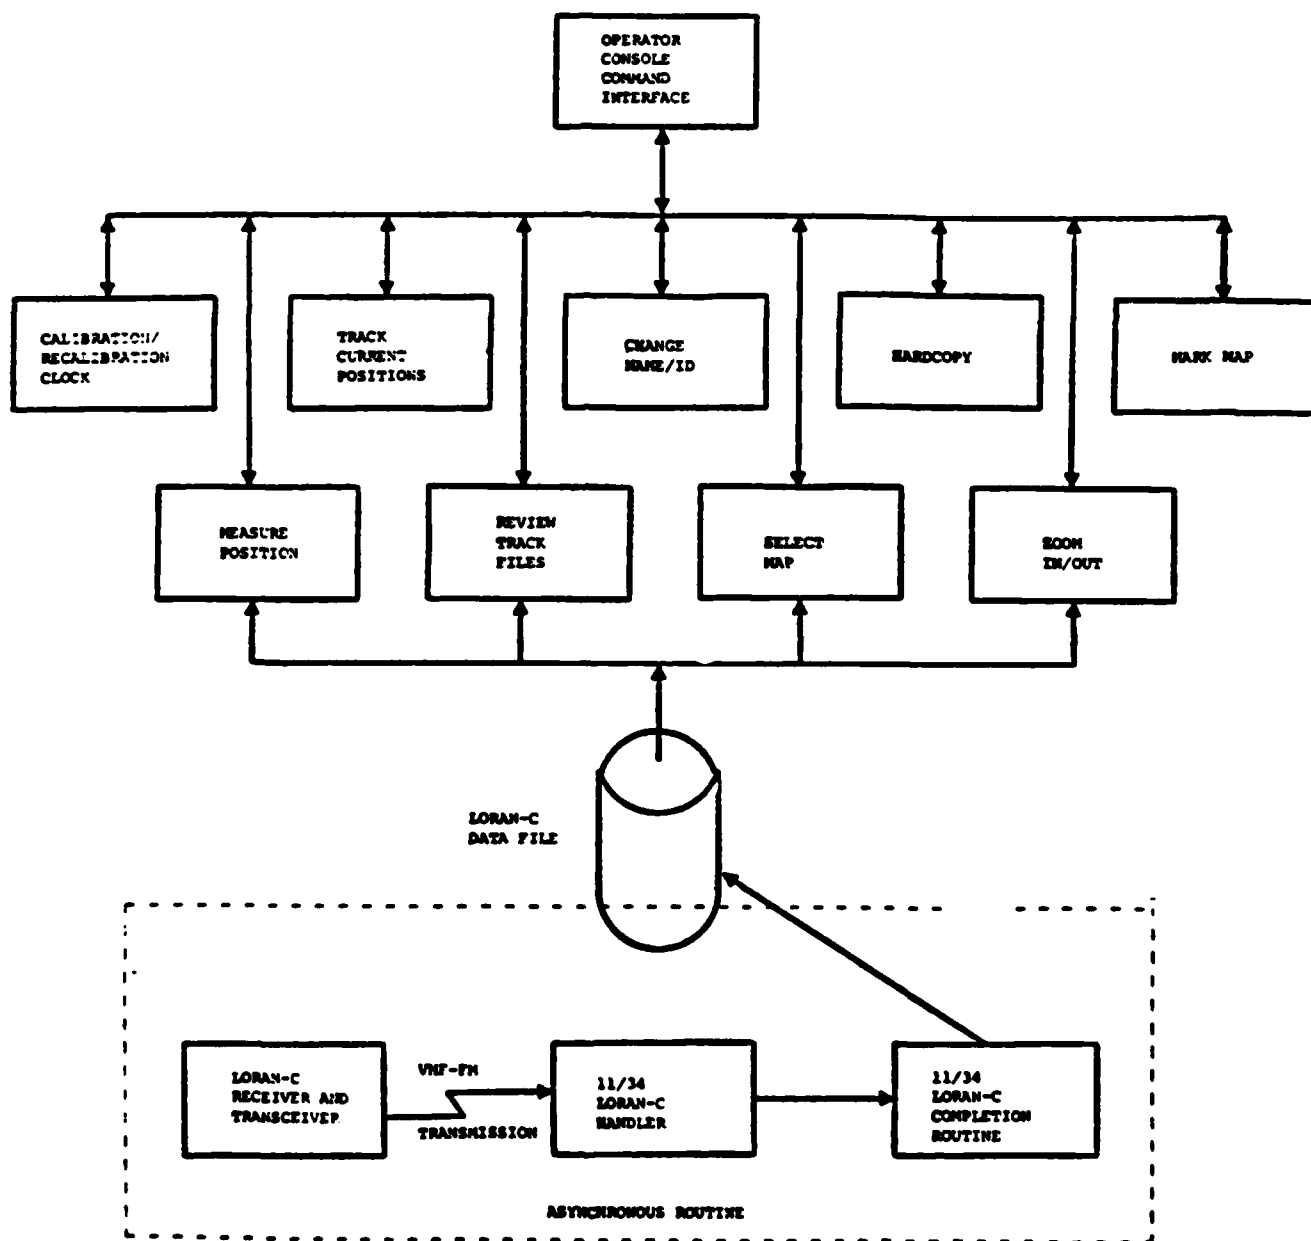 OPERATOR
CONSOLE
COMMAND
INTERFACE
CALIBRATION/
RECALIBRATION
CLOCK
TRACK
CURRENT
POSITIONS
CHANGE
NAME/ID
HARDCOPY
MARK MAP
MEASURE
POSITION
REVIEW
TRACK
FILES
SELECT
MAP
ZOOM
IN/OUT
LORAN-C
DATA FILE
LORAN-C
RECEIVER AND
TRANSCEIVER
VHF-FM
TRANSMISSION
11/34
LORAN-C
HANDLER
11/34
LORAN-C
COMPLETION
ROUTINE
ASYNCHRONOUS ROUTINE